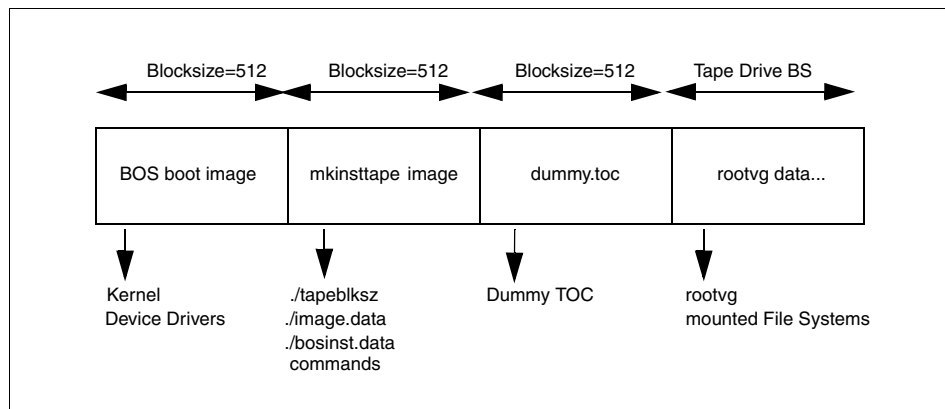 Blocksize=512 Blocksize=512 Blocksize=512 Tape Drive BS
BOS boot image mkinsttape image dummy.toc rootvg data...
Kernel
Device Drivers
./tapeblksz
./image.data
./bosinst.data
commands
Dummy TOC
rootvg
mounted File Systems